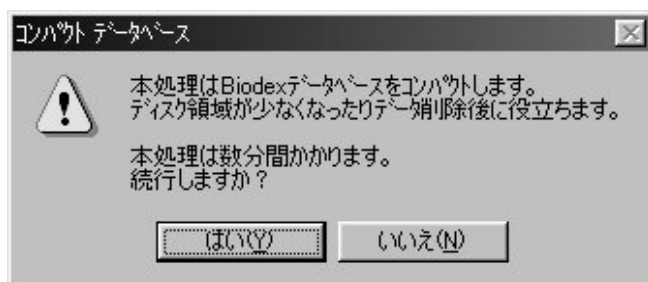 コンパクト データベース
本処理はBiodexデータベースをコンパクトします。
ディスク領域が少なくなったりデータ削除後に役立ちます。
本処理は数分間かかります。
続行しますか？
はい(Y)
いいえ(N)